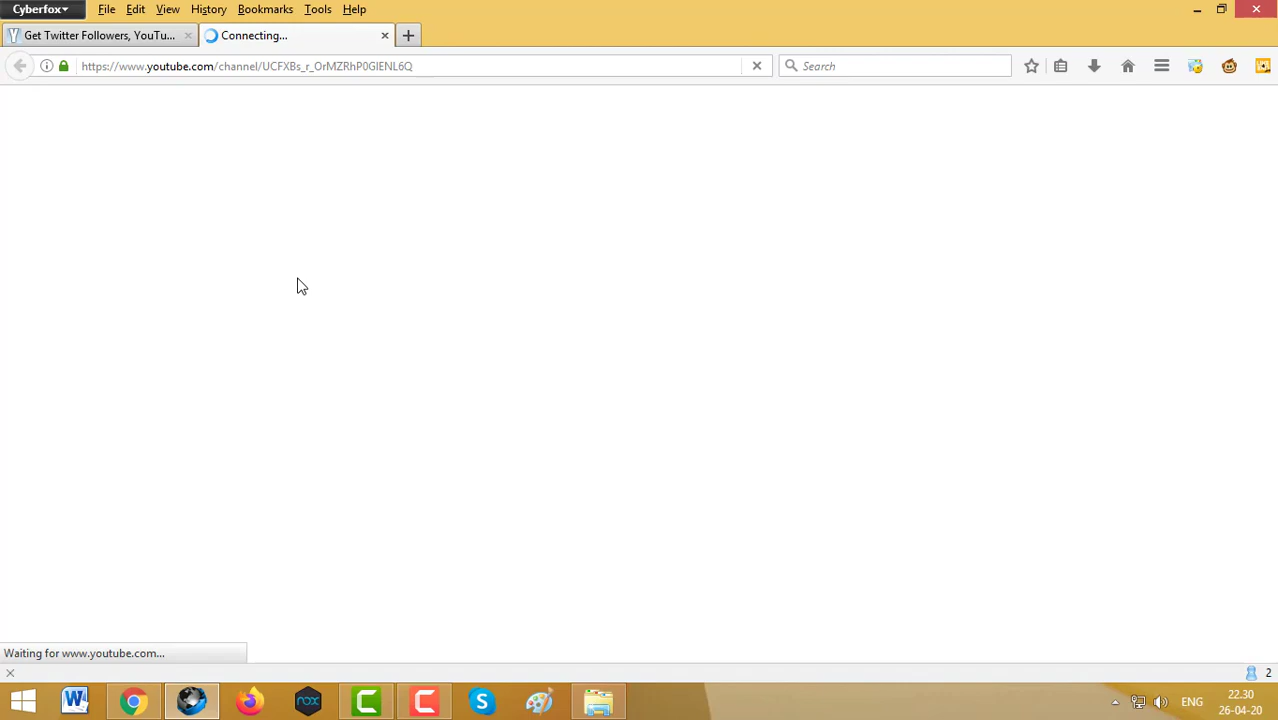 Cyberfox
File Edit View History Bookmarks Tools Help
Get Twitter Followers, YouTu...
Connecting...
https://www.youtube.com/channel/UCFXBs_r_OrMZRhP0GIENL6Q
Search
Waiting for www.youtube.com...
2
W
nox
C
C
S
ENG
22.30
26-04-20